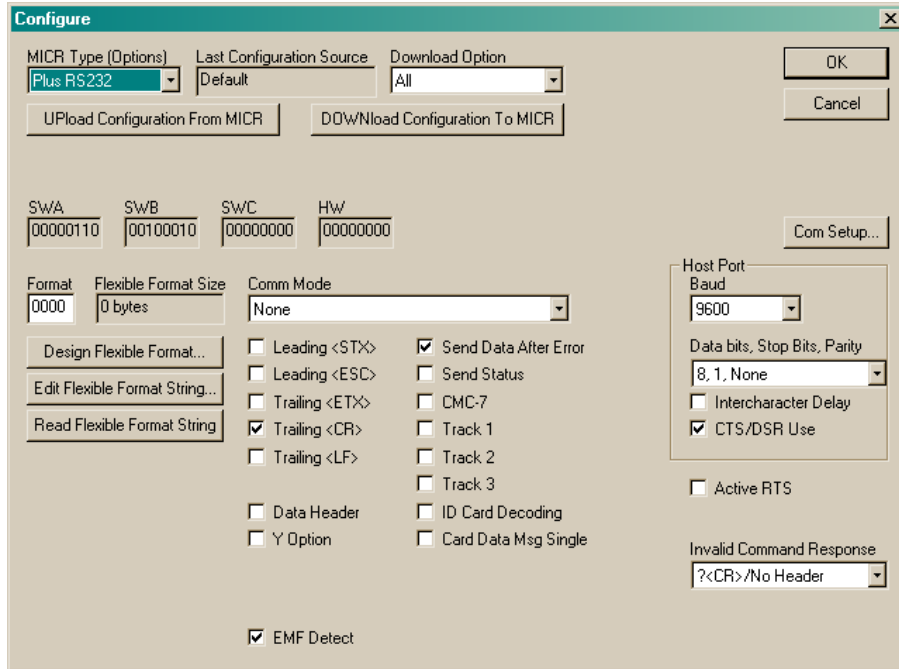 Configure
MICR Type (Options) Last Configuration Source Download Option
Plus RS232 Default All OK
UPload Configuration From MICR DOWNload Configuration To MICR Cancel
SWA SWB SWC HW
00000110 00100010 00000000 00000000 Com Setup...
Format Flexible Format Size Comm Mode Host Port
0000 0 bytes None Baud
9600
Design Flexible Format... Leading <STX> Send Data After Error Data bits, Stop Bits, Parity
Edit Flexible Format String... Leading <ESC> Send Status 8, 1, None
Read Flexible Format String Trailing <ETX> CMC-7 Intercharacter Delay
Trailing <CR> Track 1 CTS/DSR Use
Trailing <LF> Track 2
Track 3 Active RTS
Data Header ID Card Decoding
Y Option Card Data Msg Single Invalid Command Response
?<CR>/No Header
EMF Detect